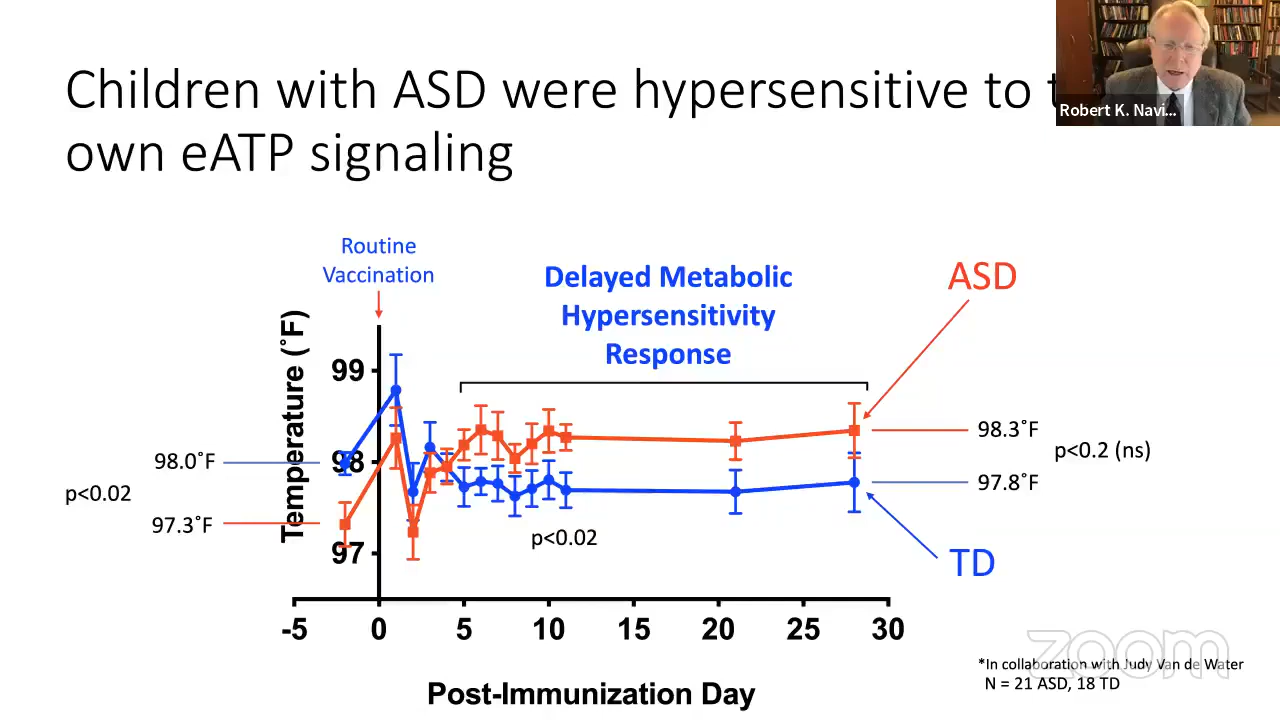 Robert K. Navi...
Children with ASD were hypersensitive to t
own eATP signaling
Routine
Vaccination
Delayed Metabolic
Hypersensitivity
Response
ASD
Temperature (˚F)
99
98
97
98.0˚F
p<0.02
97.3˚F
98.3˚F
p<0.2 (ns)
97.8˚F
p<0.02
TD
-5 0 5 10 15 20 25 30
Post-Immunization Day
zoom
*In collaboration with Judy Van de Water
N = 21 ASD, 18 TD